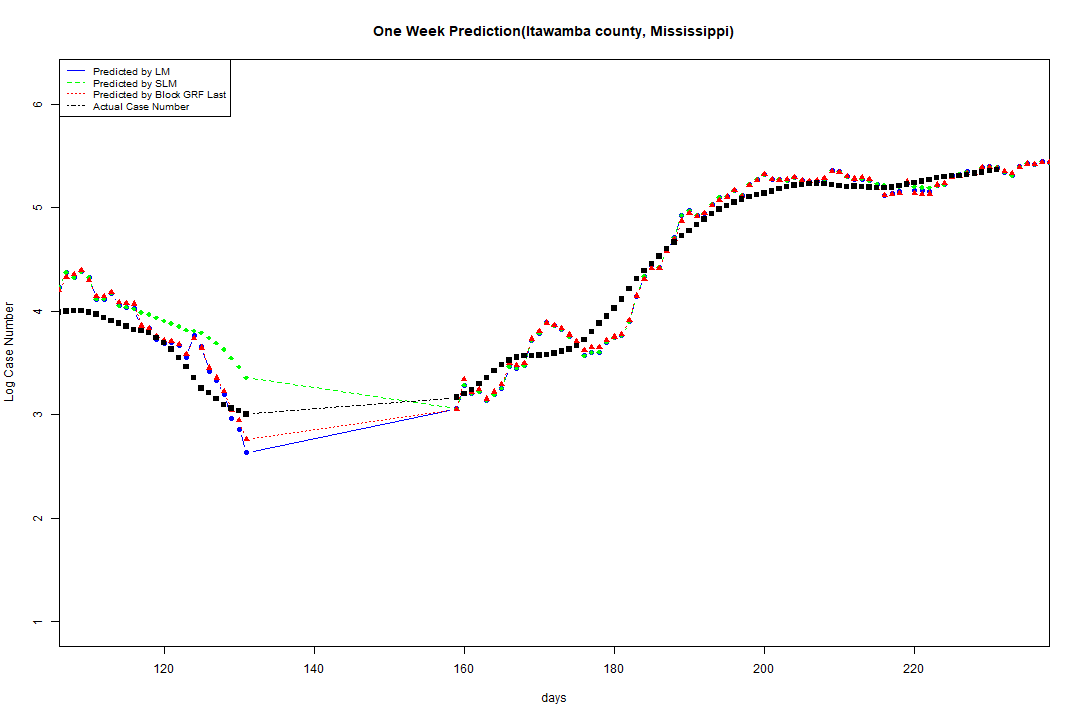 One Week Prediction(Itawamba county, Mississippi)
Predicted by LM
Predicted by SLM
Predicted by Block GRF Last
Actual Case Number
6
5
4
3
2
1
Log Case Number
120 140 160 180 200 220
days